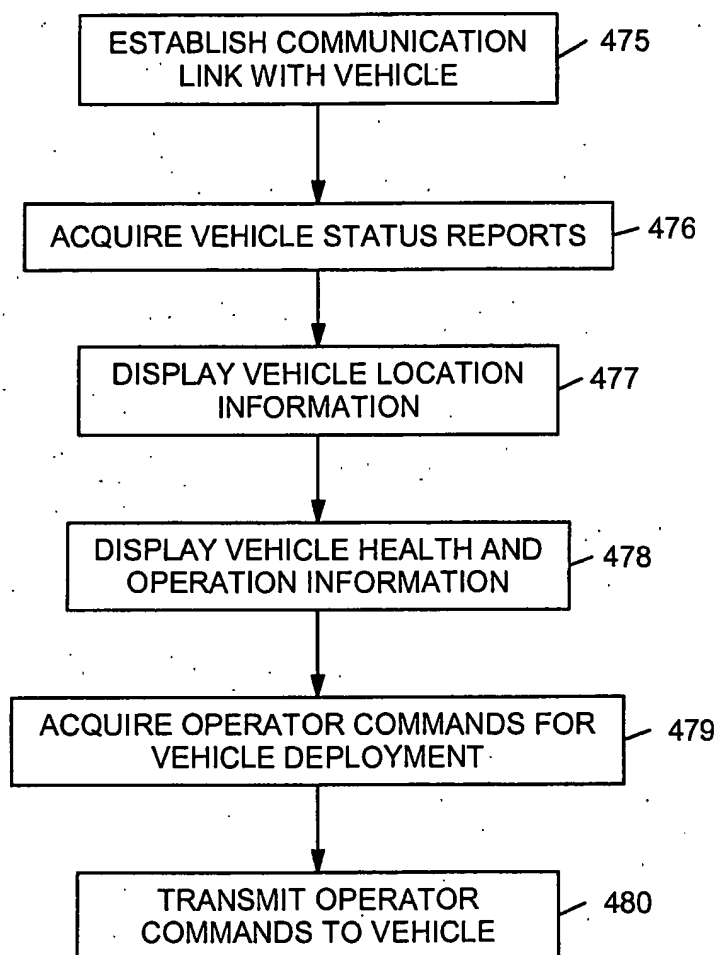 ESTABLISH COMMUNICATION
LINK WITH VEHICLE
475
ACQUIRE VEHICLE STATUS REPORTS
476
DISPLAY VEHICLE LOCATION
INFORMATION
477
DISPLAY VEHICLE HEALTH AND
OPERATION INFORMATION
478
ACQUIRE OPERATOR COMMANDS FOR
VEHICLE DEPLOYMENT
479
TRANSMIT OPERATOR
COMMANDS TO VEHICLE
480